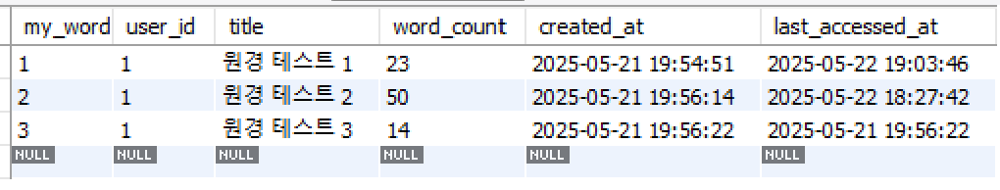 my_word user_id title word_count created_at last_accessed_at
1 1 원경 테스트 1 23 2025-05-21 19:54:51 2025-05-22 19:03:46
2 1 원경 테스트 2 50 2025-05-21 19:56:14 2025-05-22 18:27:42
3 1 원경 테스트 3 14 2025-05-21 19:56:22 2025-05-21 19:56:22
NULL NULL NULL NULL NULL NULL